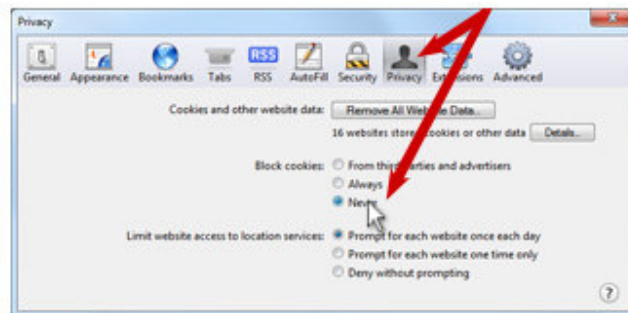 Privacy
RSS
General Appearance Bookmarks Tabs RSS AutoFill Security Privacy Extensions Advanced
Cookies and other website data: Remove All Website Data...
16 websites stored cookies or other data Details...
Block cookies: From third parties and advertisers
Always
Never
Limit website access to location services: Prompt for each website once each day
Prompt for each website one time only
Deny without prompting
?